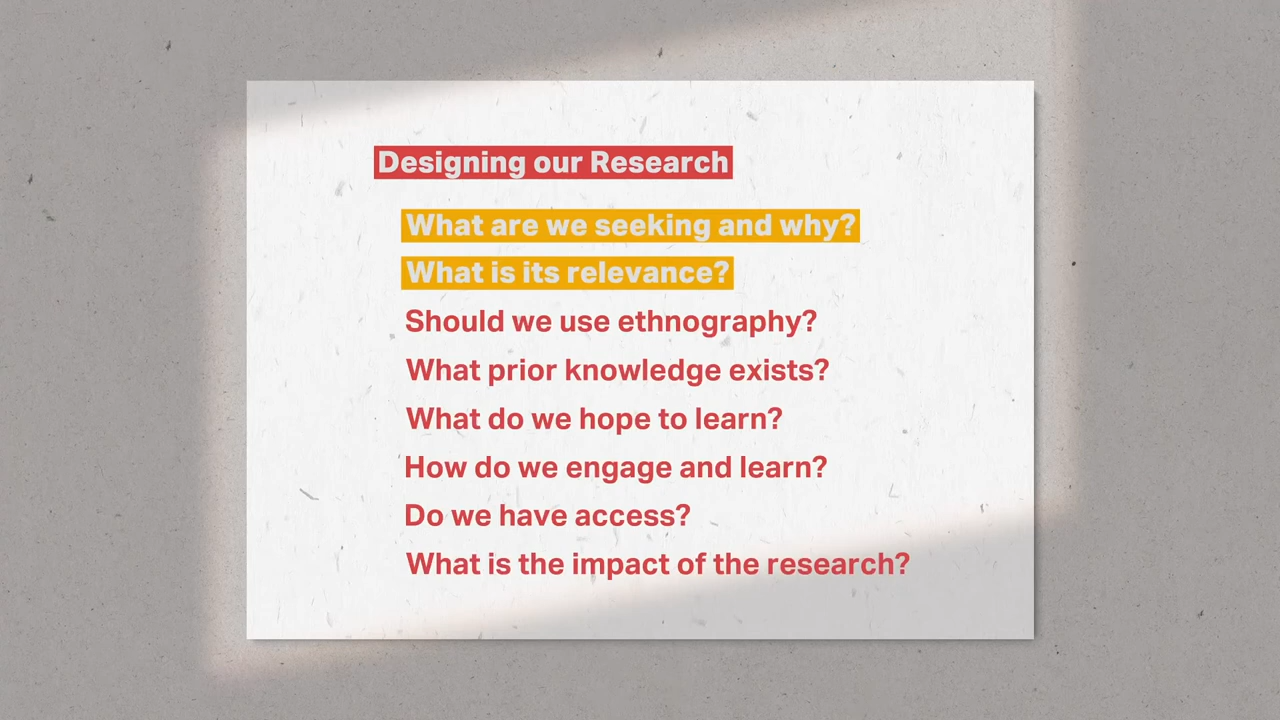 Designing our Research
What are we seeking and why?
What is its relevance?
Should we use ethnography?
What prior knowledge exists?
What do we hope to learn?
How do we engage and learn?
Do we have access?
What is the impact of the research?